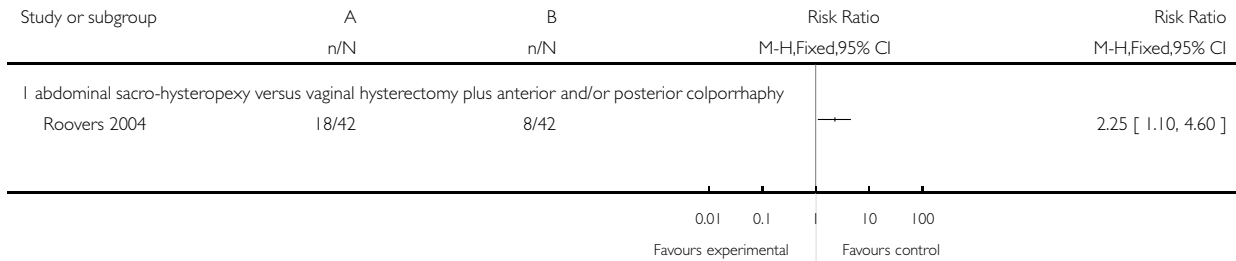 Study or subgroup A B Risk Ratio Risk Ratio
n/N n/N M-H,Fixed,95% CI M-H,Fixed,95% CI
1 abdominal sacro-hysteropexy versus vaginal hysterectomy plus anterior and/or posterior colporrhaphy
Roovers 2004 18/42 8/42 2.25 [ 1.10, 4.60 ]
0.01 0.1 1 10 100
Favours experimental Favours control